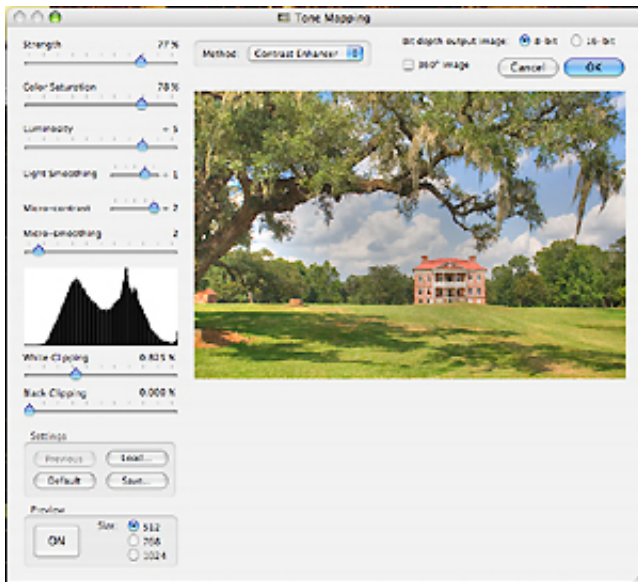 Tone Mapping
Strength 77 %
Color Saturation 78 %
Luminosity + 5
Light Smoothing + 1
Micro-contrast + 2
Micro-smoothing 2
White Clipping 0.825 %
Black Clipping 0.000 %
Settings
Previous Load...
Default Save...
Preview
ON Size: 512
768
1024
Method: Contrast Enhancer
Bit depth output image: 8-bit 16-bit
360° image Cancel OK